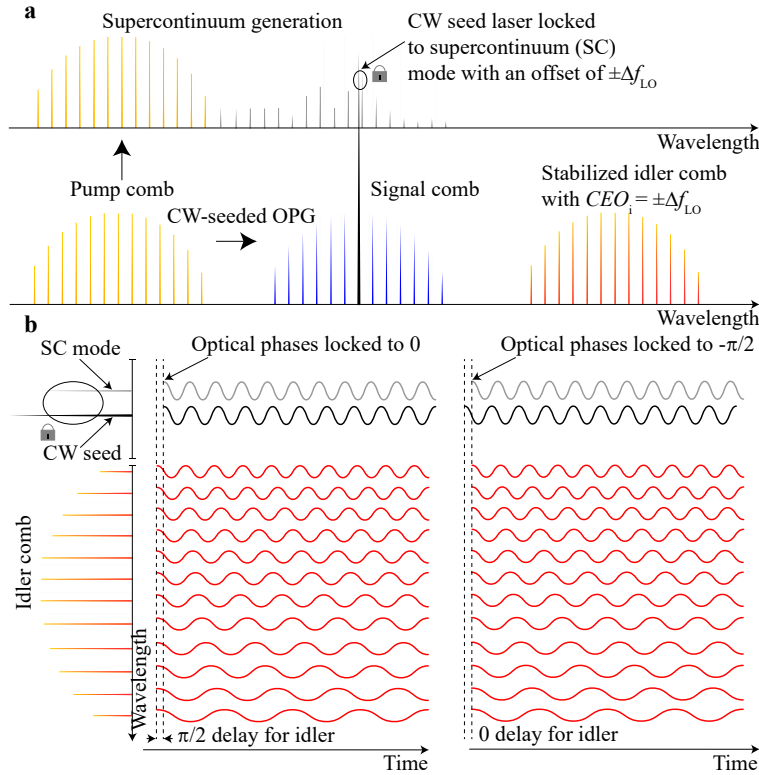 a
Supercontinuum generation
CW seed laser locked
to supercontinuum (SC)
mode with an offset of ±Δf_LO
Wavelength
Pump comb
CW-seeded OPG
Signal comb
Stabilized idler comb
with CEO_i = ±Δf_LO
Wavelength
b
SC mode
CW seed
Optical phases locked to 0
Optical phases locked to -π/2
Idler comb
Wavelength
π/2 delay for idler
0 delay for idler
Time
Time